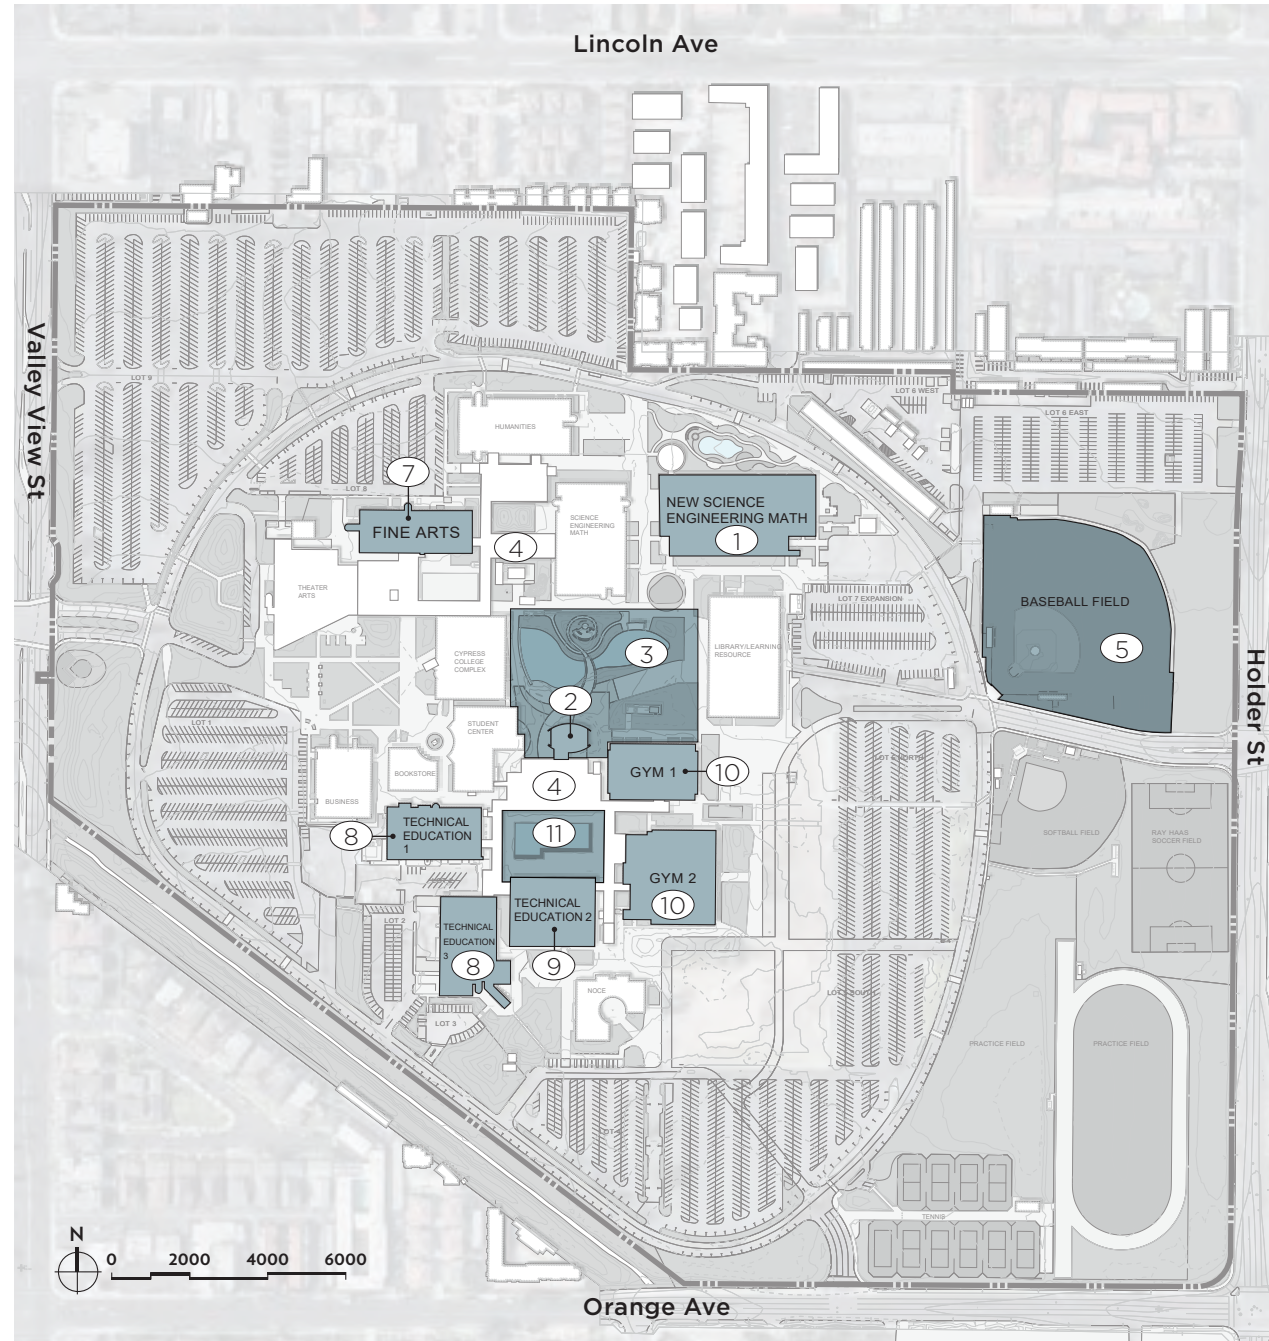 Lincoln Ave
Valley View St
LOT 9
LOT 6 WEST
LOT 6 EAST
HUMANITIES
7
LOT 8
FINE ARTS
SCIENCE
ENGINEERING
MATH
4
NEW SCIENCE
ENGINEERING MATH
1
THEATER
ARTS
LOT 7 EXPANSION
BASEBALL FIELD
5
CYPRESS
COLLEGE
COMPLEX
3
LIBRARY/LEARNING
RESOURCE
Holder St
2
LOT 1
STUDENT
CENTER
BOOKSTORE
GYM 1
10
4
BUSINESS
8
TECHNICAL
EDUCATION
1
11
SOFTBALL FIELD
RAY HAAS
SOCCER FIELD
GYM 2
10
TECHNICAL
EDUCATION 2
9
LOT 2
TECHNICAL
EDUCATION
3
8
NOCE
LOT 3
PRACTICE FIELD
PRACTICE FIELD
TENNIS
N
0 2000 4000 6000
Orange Ave